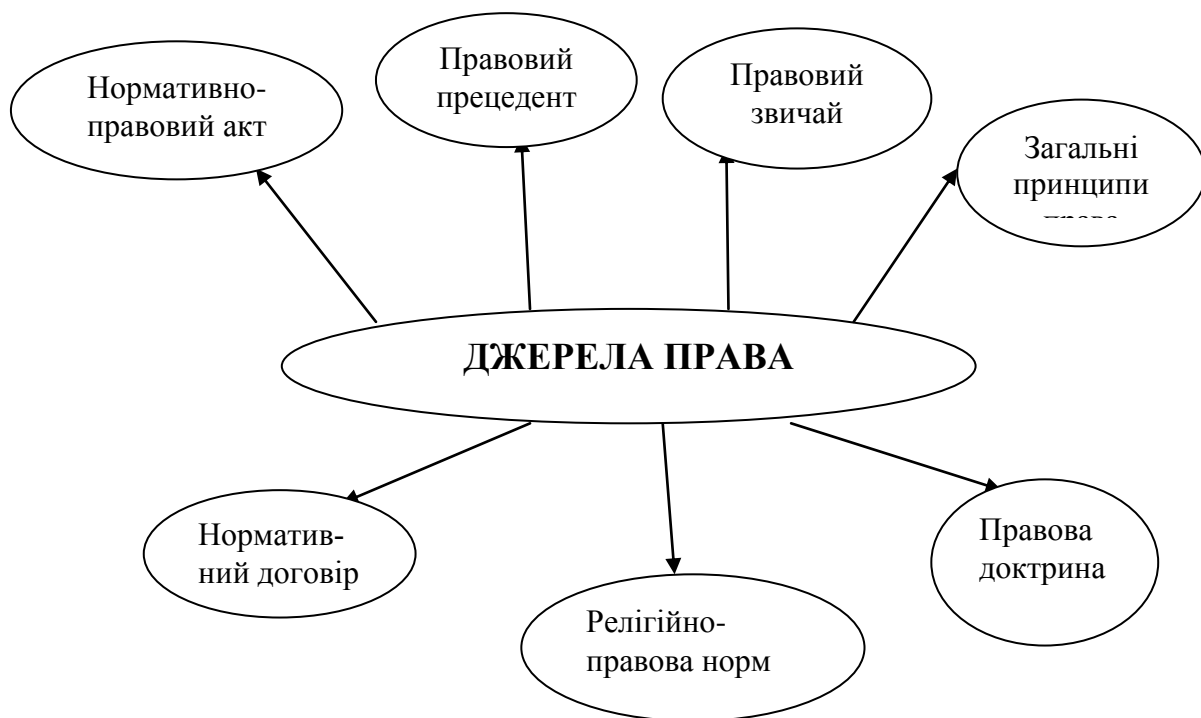 Нормативно-
правовий акт
Правовий
прецедент
Правовий
звичай
Загальні
принципи
права
ДЖЕРЕЛА ПРАВА
Норматив-
ний договір
Релігійно-
правова норм
Правова
доктрина